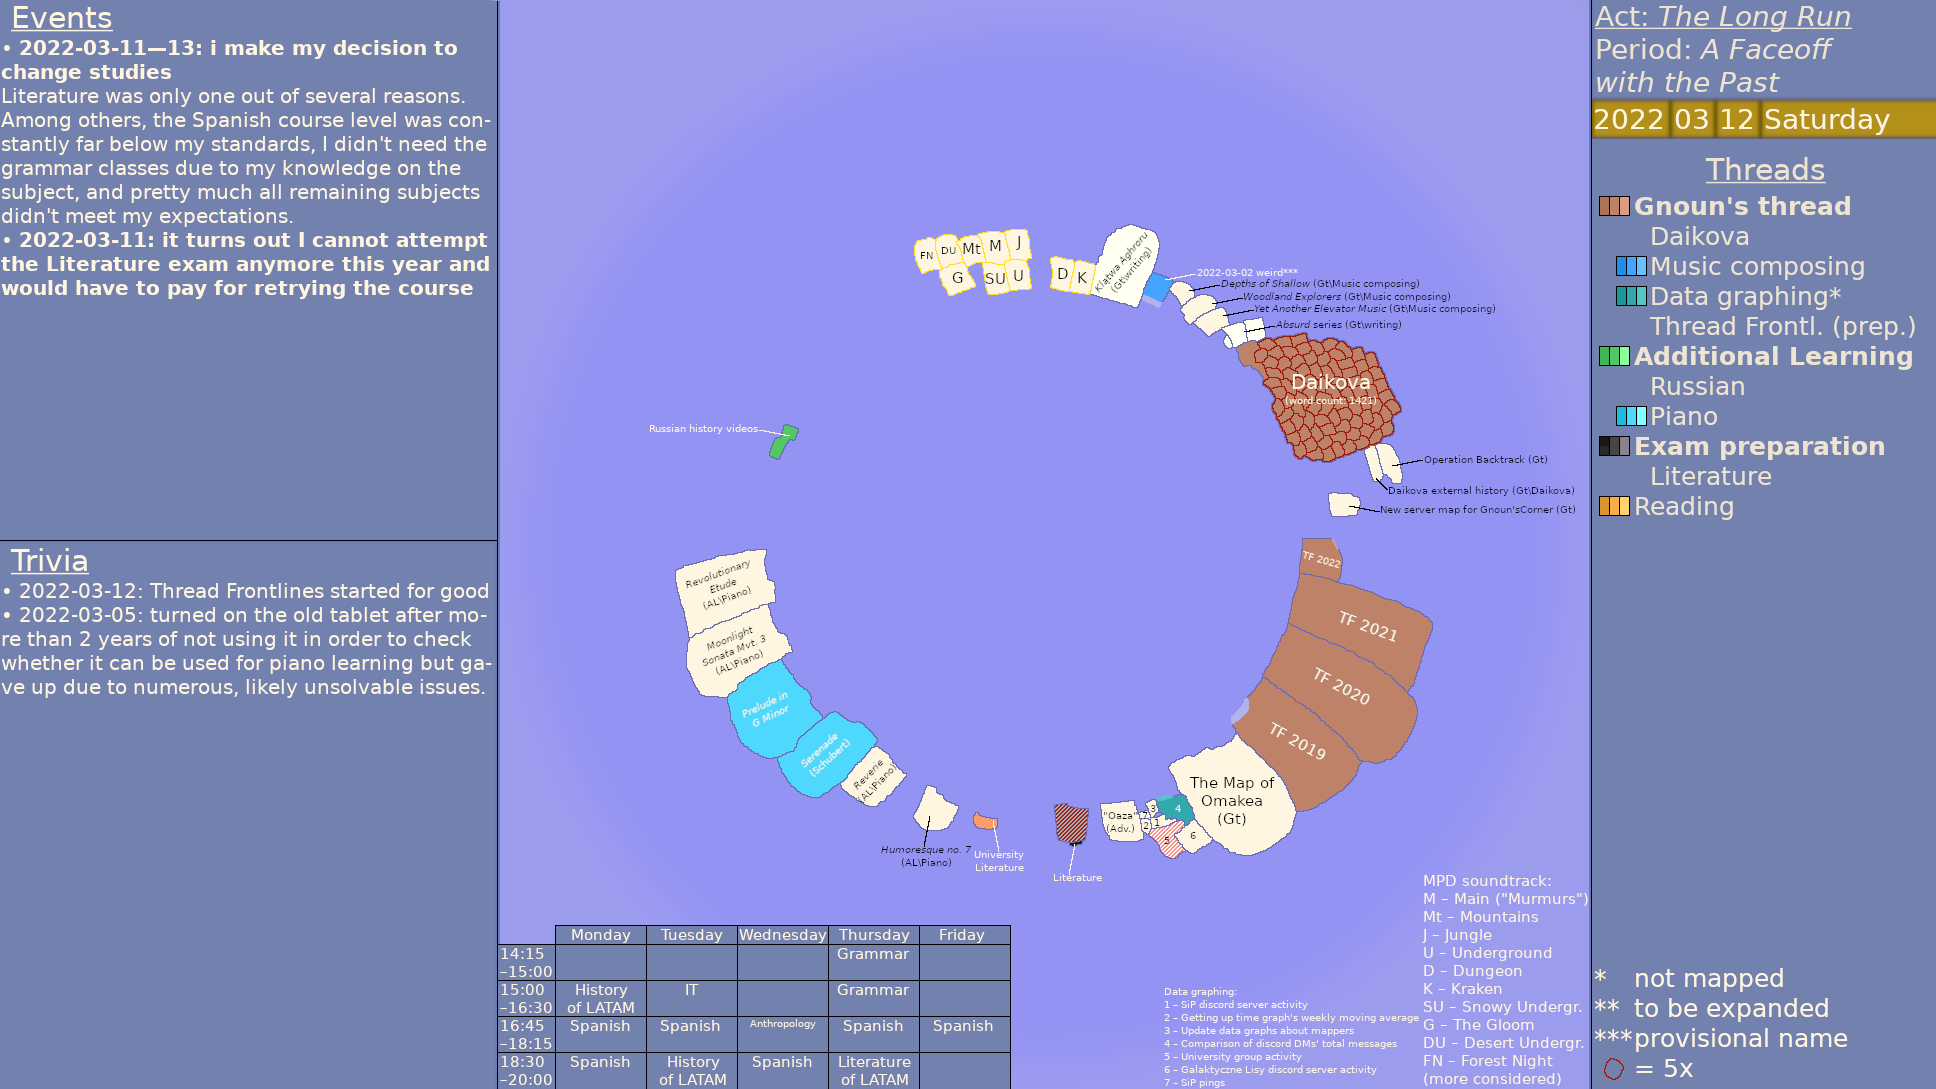 Events
• 2022-03-11—13: i make my decision to
change studies
Literature was only one out of several reasons.
Among others, the Spanish course level was con-
stantly far below my standards, I didn't need the
grammar classes due to my knowledge on the
subject, and pretty much all remaining subjects
didn't meet my expectations.
• 2022-03-11: it turns out I cannot attempt
the Literature exam anymore this year and
would have to pay for retrying the course
Trivia
• 2022-03-12: Thread Frontlines started for good
• 2022-03-05: turned on the old tablet after mo-
re than 2 years of not using it in order to check
whether it can be used for piano learning but ga-
ve up due to numerous, likely unsolvable issues.
FN
DU
Mt
M
J
G
SU
U
D
K
Klątwa Aghroru
(Gt\writing)
2022-03-02 weird***
Depths of Shallow (Gt\Music composing)
Woodland Explorers (Gt\Music composing)
Yet Another Elevator Music (Gt\Music composing)
Absurd series (Gt\writing)
Daikova
(word count: 1421)
Operation Backtrack (Gt)
Daikova external history (Gt\Daikova)
New server map for Gnoun'sCorner (Gt)
Russian history videos
TF 2022
TF 2021
TF 2020
TF 2019
The Map of
Omakea
(Gt)
Revolutionary
Etude
(AL\Piano)
Moonlight
Sonata Mvt. 3
(AL\Piano)
Prelude in
G Minor
Serenade
(Schubert)
Reverie
(AL\Piano)
Humoresque no. 7
(AL\Piano)
University
Literature
Literature
"Oaza"
(Adv.)
3
7
2
1
4
5
6
Monday Tuesday Wednesday Thursday Friday
14:15
–15:00
Grammar
15:00
–16:30
History
of LATAM
IT
Grammar
16:45
–18:15
Spanish
Spanish
Anthropology
Spanish
Spanish
18:30
–20:00
Spanish
History
of LATAM
Spanish
Literature
of LATAM
Data graphing:
1 – SiP discord server activity
2 – Getting up time graph's weekly moving average
3 – Update data graphs about mappers
4 – Comparison of discord DMs' total messages
5 – University group activity
6 – Galaktyczne Lisy discord server activity
7 – SiP pings
MPD soundtrack:
M – Main ("Murmurs")
Mt – Mountains
J – Jungle
U – Underground
D – Dungeon
K – Kraken
SU – Snowy Undergr.
G – The Gloom
DU – Desert Undergr.
FN – Forest Night
(more considered)
Act: The Long Run
Period: A Faceoff
with the Past
2022 03 12 Saturday
Threads
Gnoun's thread
Daikova
Music composing
Data graphing*
Thread Frontl. (prep.)
Additional Learning
Russian
Piano
Exam preparation
Literature
Reading
* not mapped
** to be expanded
***provisional name
= 5x